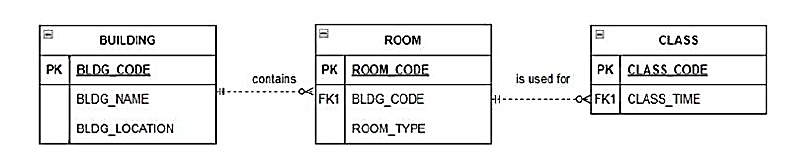 BUILDING
PK BLDG_CODE
BLDG_NAME
BLDG_LOCATION
contains
ROOM
PK ROOM_CODE
FK1 BLDG_CODE
ROOM_TYPE
is used for
CLASS
PK CLASS_CODE
FK1 CLASS_TIME